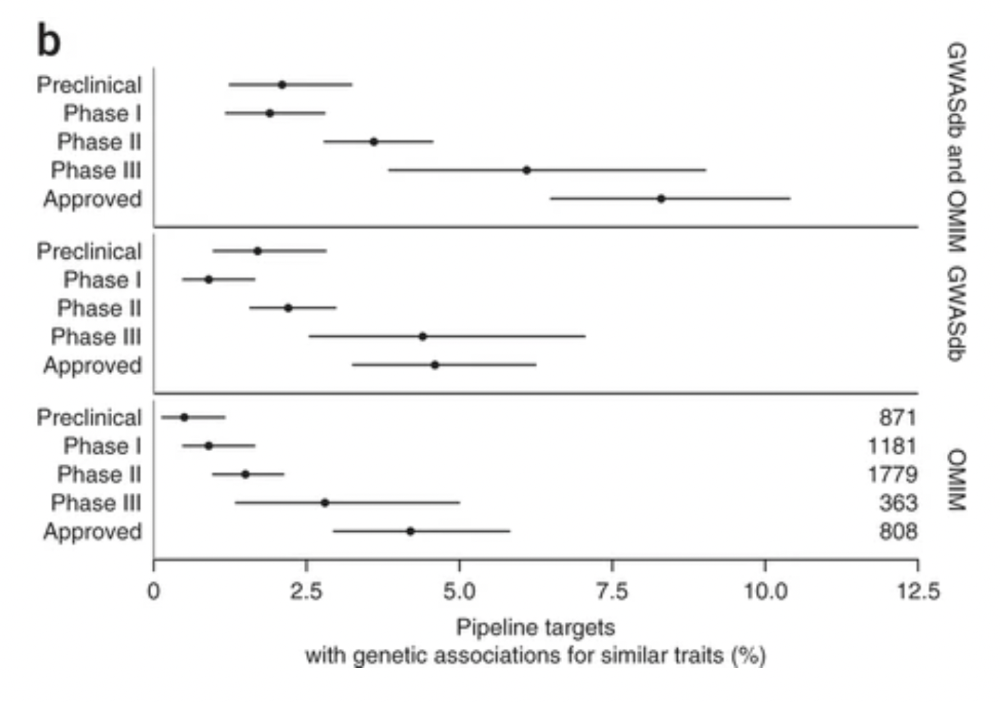 b
Preclinical
Phase I
Phase II
Phase III
Approved
GWASdb and OMIM
Preclinical
Phase I
Phase II
Phase III
Approved
GWASdb
Preclinical 871
Phase I 1181
Phase II 1779
Phase III 363
Approved 808
OMIM
0 2.5 5.0 7.5 10.0 12.5
Pipeline targets
with genetic associations for similar traits (%)